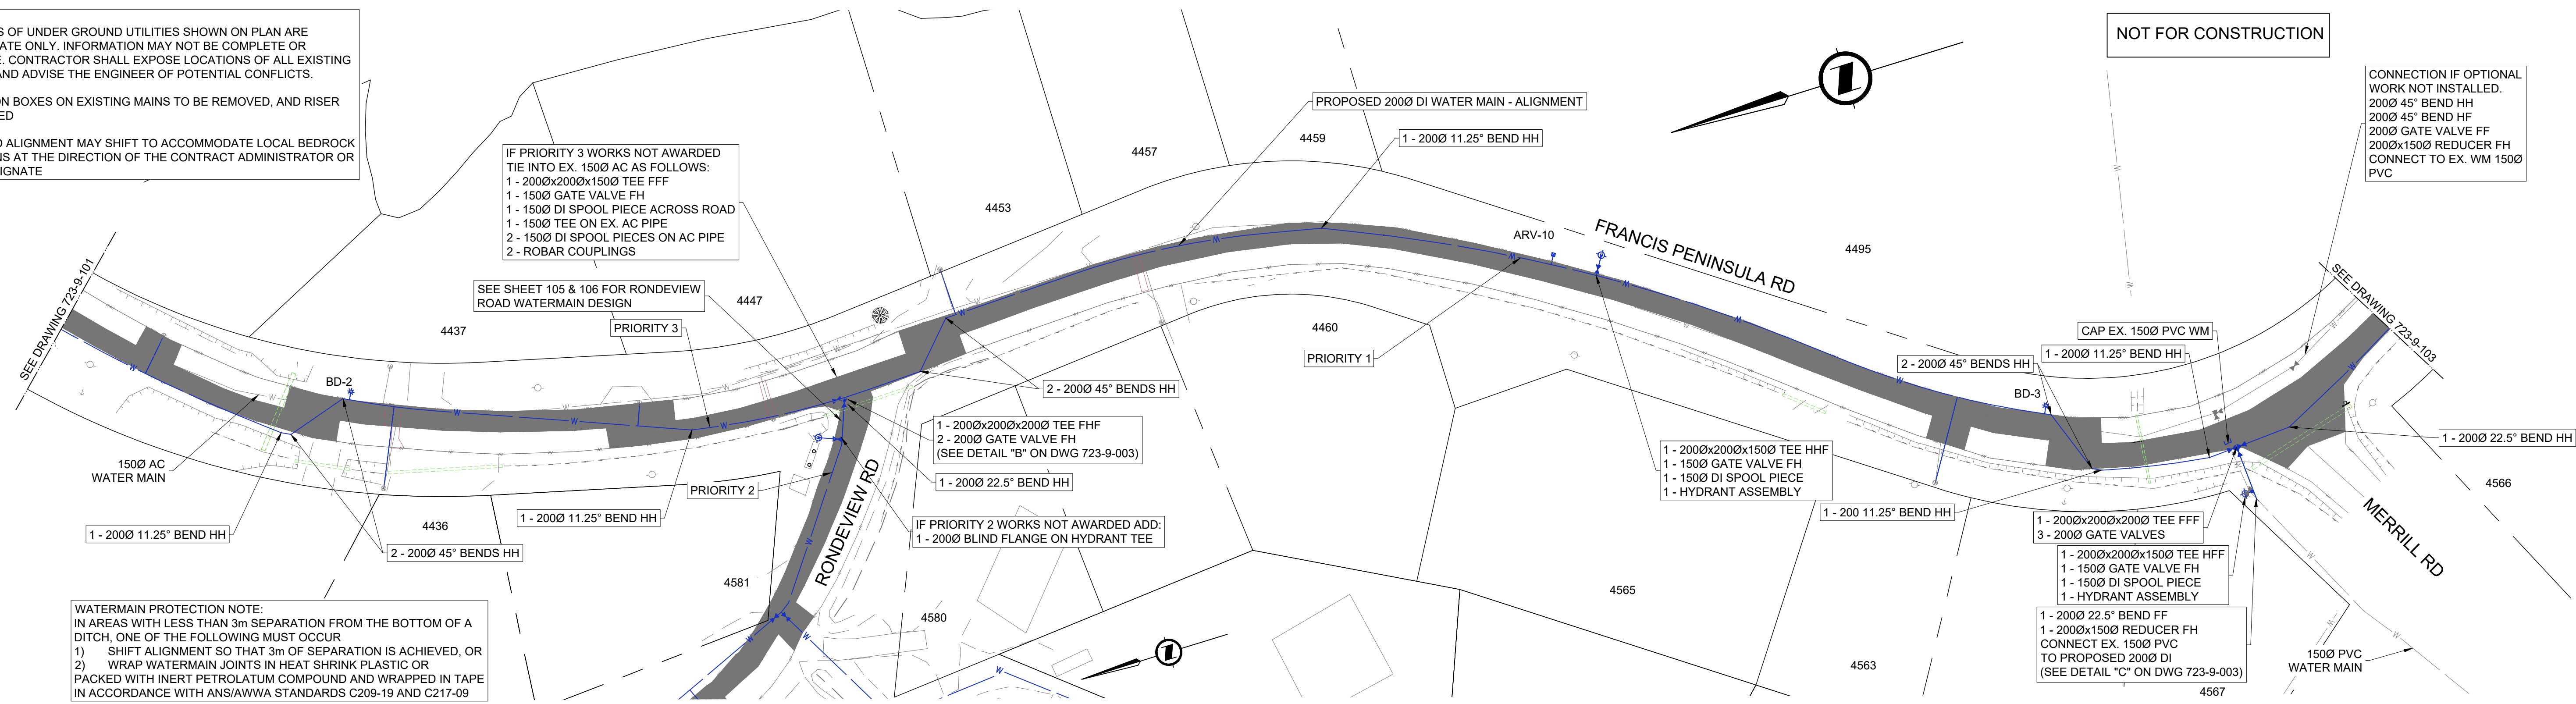 S OF UNDER GROUND UTILITIES SHOWN ON PLAN ARE
ATE ONLY. INFORMATION MAY NOT BE COMPLETE OR
E. CONTRACTOR SHALL EXPOSE LOCATIONS OF ALL EXISTING
AND ADVISE THE ENGINEER OF POTENTIAL CONFLICTS.
ON BOXES ON EXISTING MAINS TO BE REMOVED, AND RISER
ED
D ALIGNMENT MAY SHIFT TO ACCOMMODATE LOCAL BEDROCK
NS AT THE DIRECTION OF THE CONTRACT ADMINISTRATOR OR
IGNATE
NOT FOR CONSTRUCTION
CONNECTION IF OPTIONAL
WORK NOT INSTALLED.
200Ø 45° BEND HH
200Ø 45° BEND HF
200Ø GATE VALVE FF
200Øx150Ø REDUCER FH
CONNECT TO EX. WM 150Ø
PVC
PROPOSED 200Ø DI WATER MAIN - ALIGNMENT
1 - 200Ø 11.25° BEND HH
4459
4457
4453
IF PRIORITY 3 WORKS NOT AWARDED
TIE INTO EX. 150Ø AC AS FOLLOWS:
1 - 200Øx200Øx150Ø TEE FFF
1 - 150Ø GATE VALVE FH
1 - 150Ø DI SPOOL PIECE ACROSS ROAD
1 - 150Ø TEE ON EX. AC PIPE
2 - 150Ø DI SPOOL PIECES ON AC PIPE
2 - ROBAR COUPLINGS
ARV-10
FRANCIS PENINSULA RD
4495
SEE DRAWING 723-9-101
SEE DRAWING 723-9-103
SEE SHEET 105 & 106 FOR RONDEVIEW
ROAD WATERMAIN DESIGN
4447
4437
PRIORITY 3
4460
PRIORITY 1
CAP EX. 150Ø PVC WM
1 - 200Ø 11.25° BEND HH
2 - 200Ø 45° BENDS HH
BD-2
BD-3
2 - 200Ø 45° BENDS HH
1 - 200Øx200Øx200Ø TEE FHF
2 - 200Ø GATE VALVE FH
(SEE DETAIL "B" ON DWG 723-9-003)
1 - 200Ø 22.5° BEND HH
1 - 200Ø 22.5° BEND HH
150Ø AC
WATER MAIN
1 - 200Øx200Øx150Ø TEE HHF
1 - 150Ø GATE VALVE FH
1 - 150Ø DI SPOOL PIECE
1 - HYDRANT ASSEMBLY
PRIORITY 2
4566
1 - 200 11.25° BEND HH
1 - 200Ø 11.25° BEND HH
1 - 200Ø 11.25° BEND HH
4436
2 - 200Ø 45° BENDS HH
IF PRIORITY 2 WORKS NOT AWARDED ADD:
1 - 200Ø BLIND FLANGE ON HYDRANT TEE
RONDEVIEW RD
MERRILL RD
1 - 200Øx200Øx200Ø TEE FFF
3 - 200Ø GATE VALVES
1 - 200Øx200Øx150Ø TEE HFF
1 - 150Ø GATE VALVE FH
1 - 150Ø DI SPOOL PIECE
1 - HYDRANT ASSEMBLY
1 - 200Ø 22.5° BEND FF
1 - 200Øx150Ø REDUCER FH
CONNECT EX. 150Ø PVC
TO PROPOSED 200Ø DI
(SEE DETAIL "C" ON DWG 723-9-003)
4581
4580
4565
4563
4567
150Ø PVC
WATER MAIN
WATERMAIN PROTECTION NOTE:
IN AREAS WITH LESS THAN 3m SEPARATION FROM THE BOTTOM OF A
DITCH, ONE OF THE FOLLOWING MUST OCCUR
1) SHIFT ALIGNMENT SO THAT 3m OF SEPARATION IS ACHIEVED, OR
2) WRAP WATERMAIN JOINTS IN HEAT SHRINK PLASTIC OR
PACKED WITH INERT PETROLATUM COMPOUND AND WRAPPED IN TAPE
IN ACCORDANCE WITH ANS/AWWA STANDARDS C209-19 AND C217-09